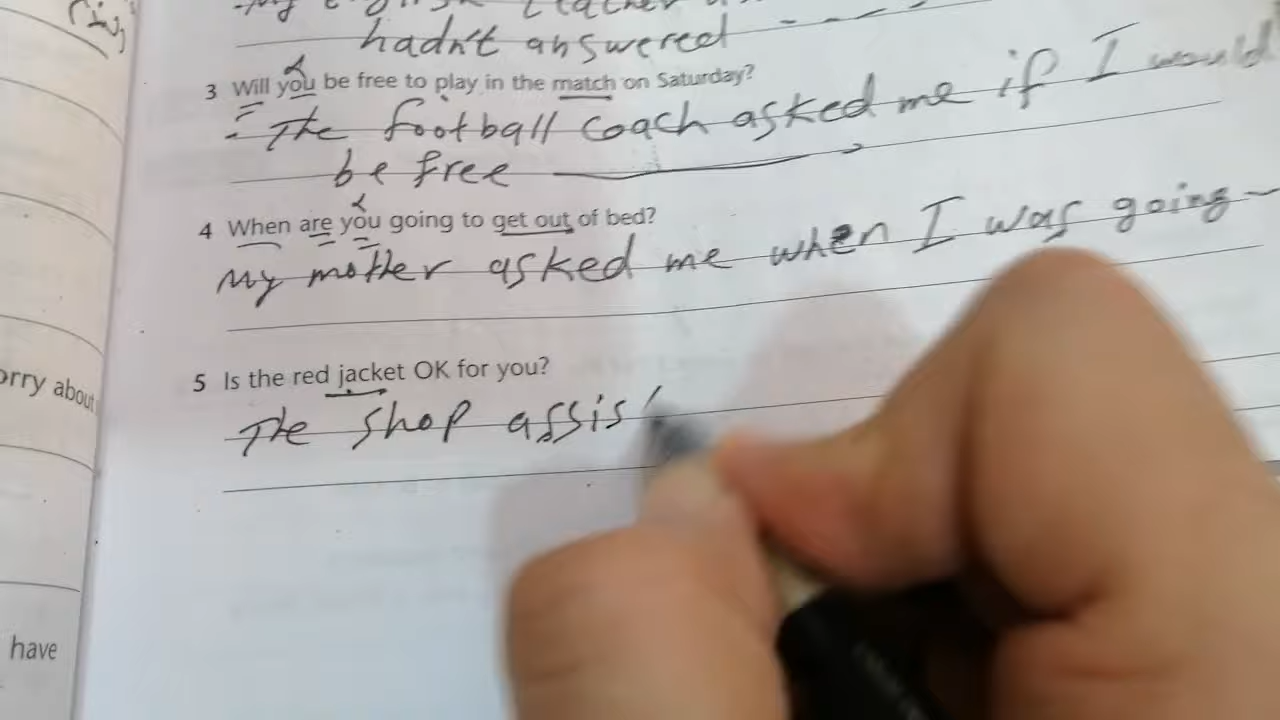 hadn't answered
3 Will you be free to play in the match on Saturday?
The football coach asked me if I would
be free
4 When are you going to get out of bed?
My mother asked me when I was going
5 Is the red jacket OK for you?
The shop assis
orry about
have